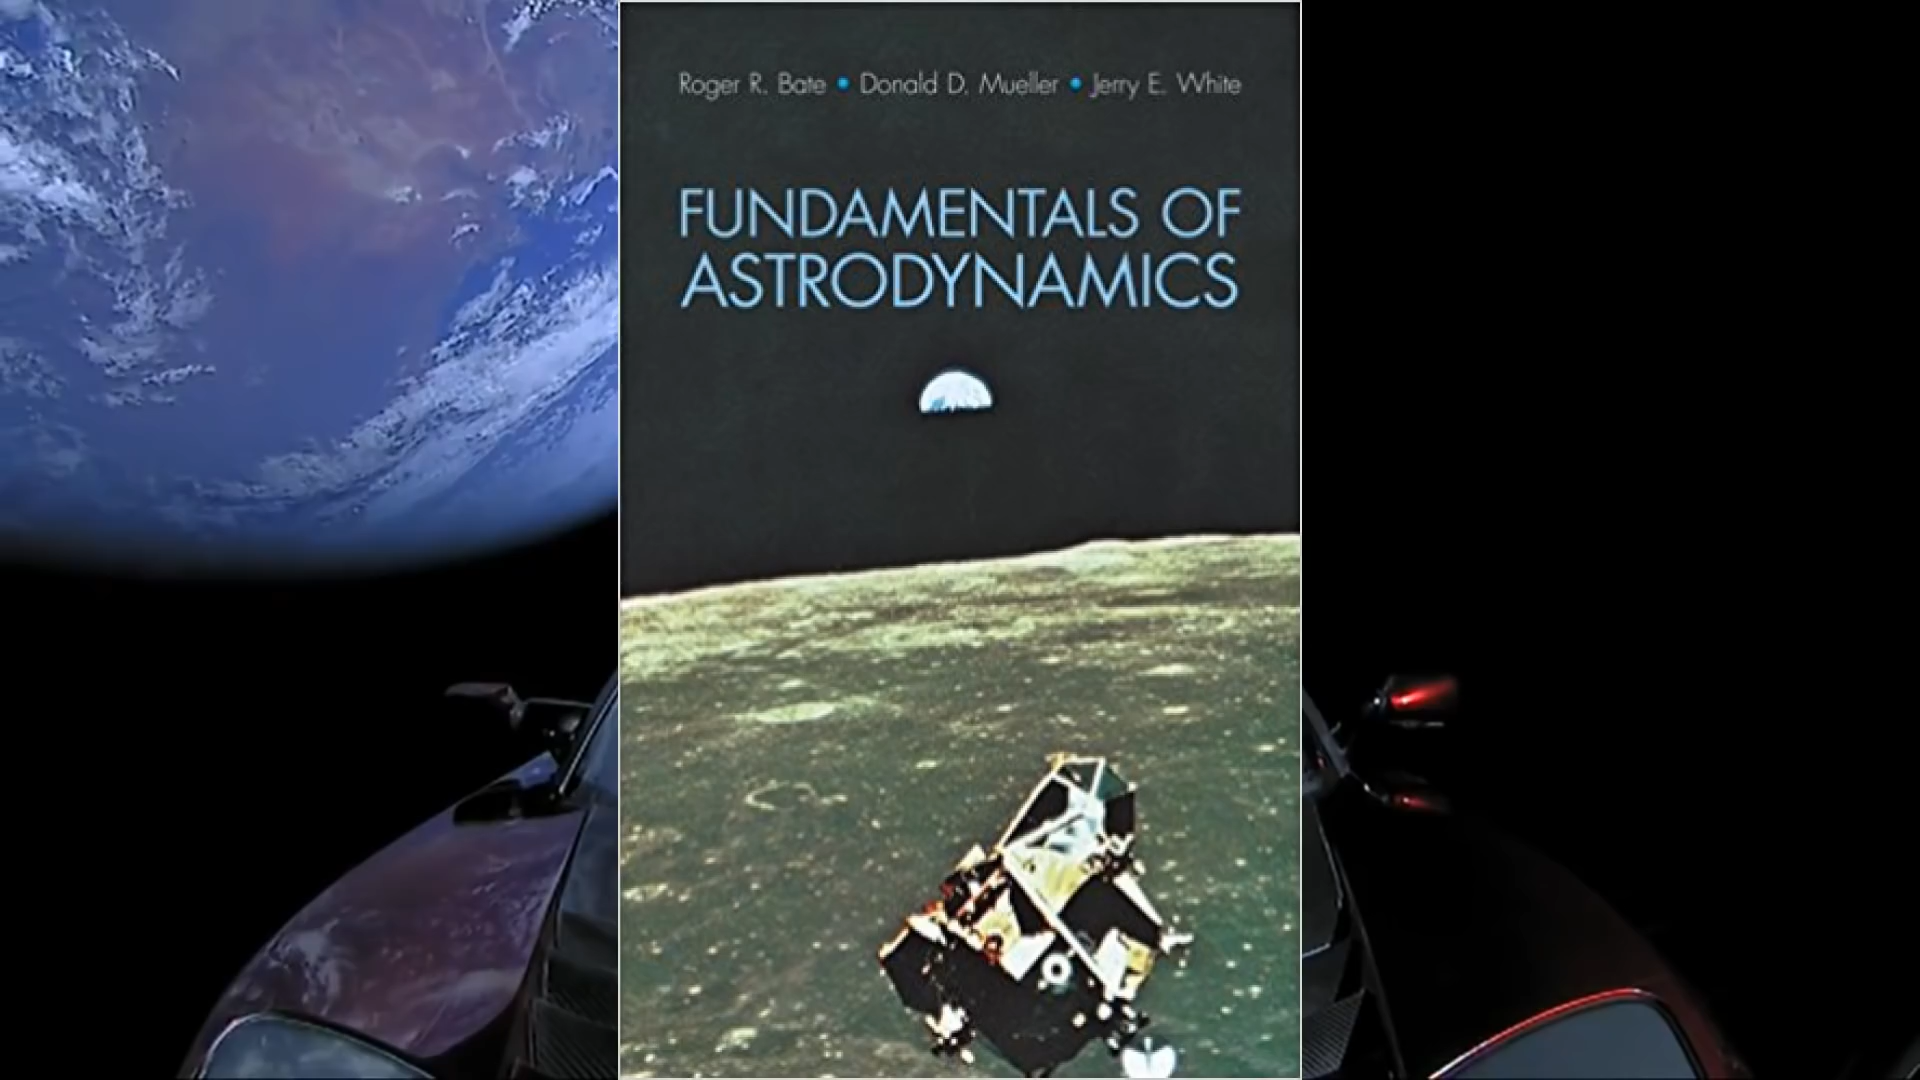 Roger R. Bate • Donald D. Mueller • Jerry E. White
FUNDAMENTALS OF
ASTRODYNAMICS